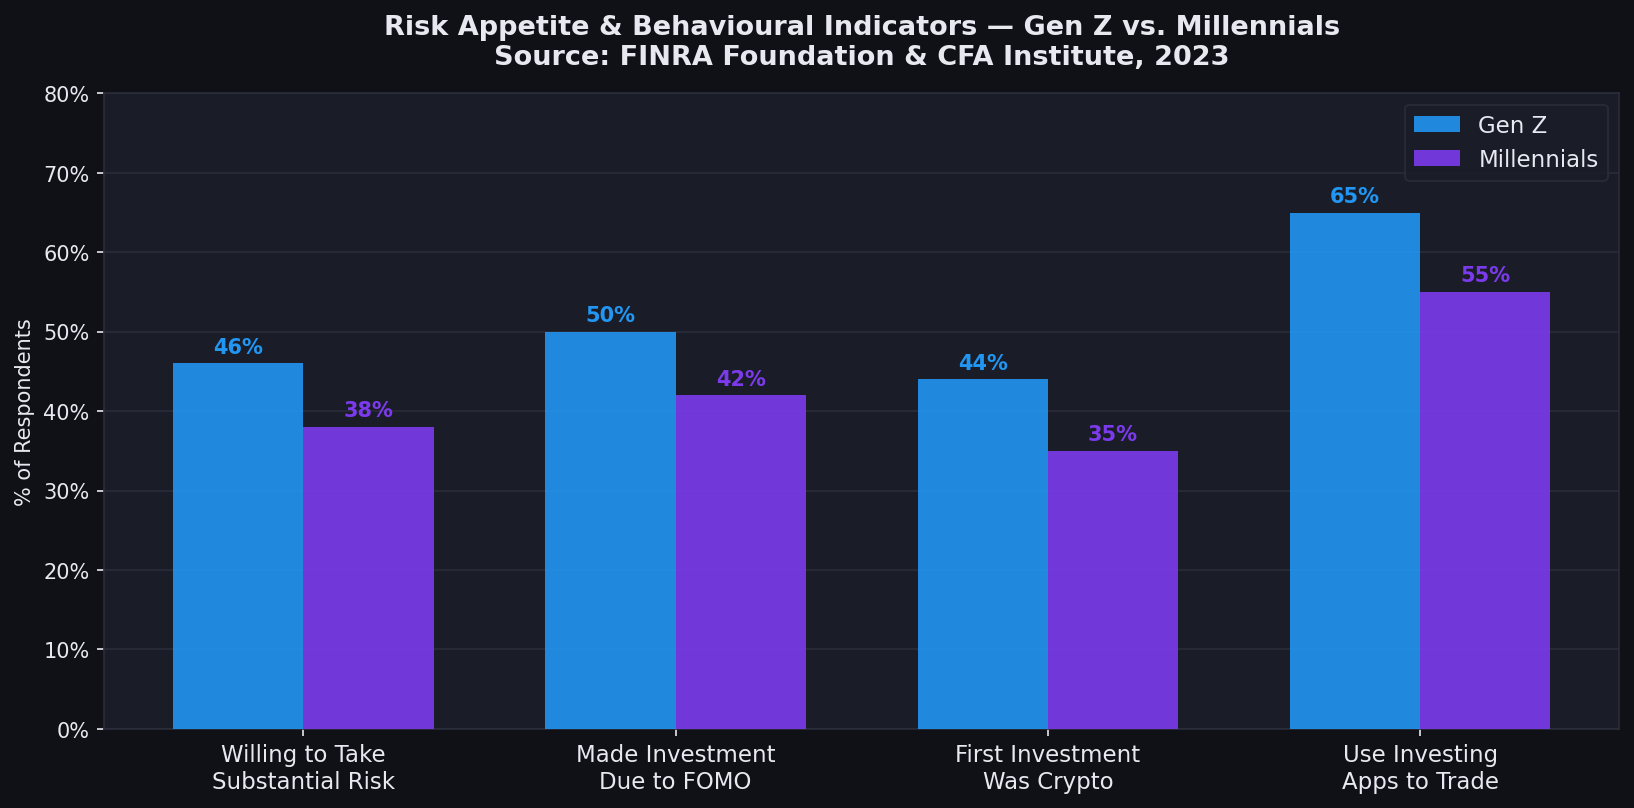 Risk Appetite & Behavioural Indicators — Gen Z vs. Millennials
Source: FINRA Foundation & CFA Institute, 2023
80%
70%
60%
50%
40%
30%
20%
10%
0%
% of Respondents
Gen Z
Millennials
46%
38%
50%
42%
44%
35%
65%
55%
Willing to Take
Substantial Risk
Made Investment
Due to FOMO
First Investment
Was Crypto
Use Investing
Apps to Trade